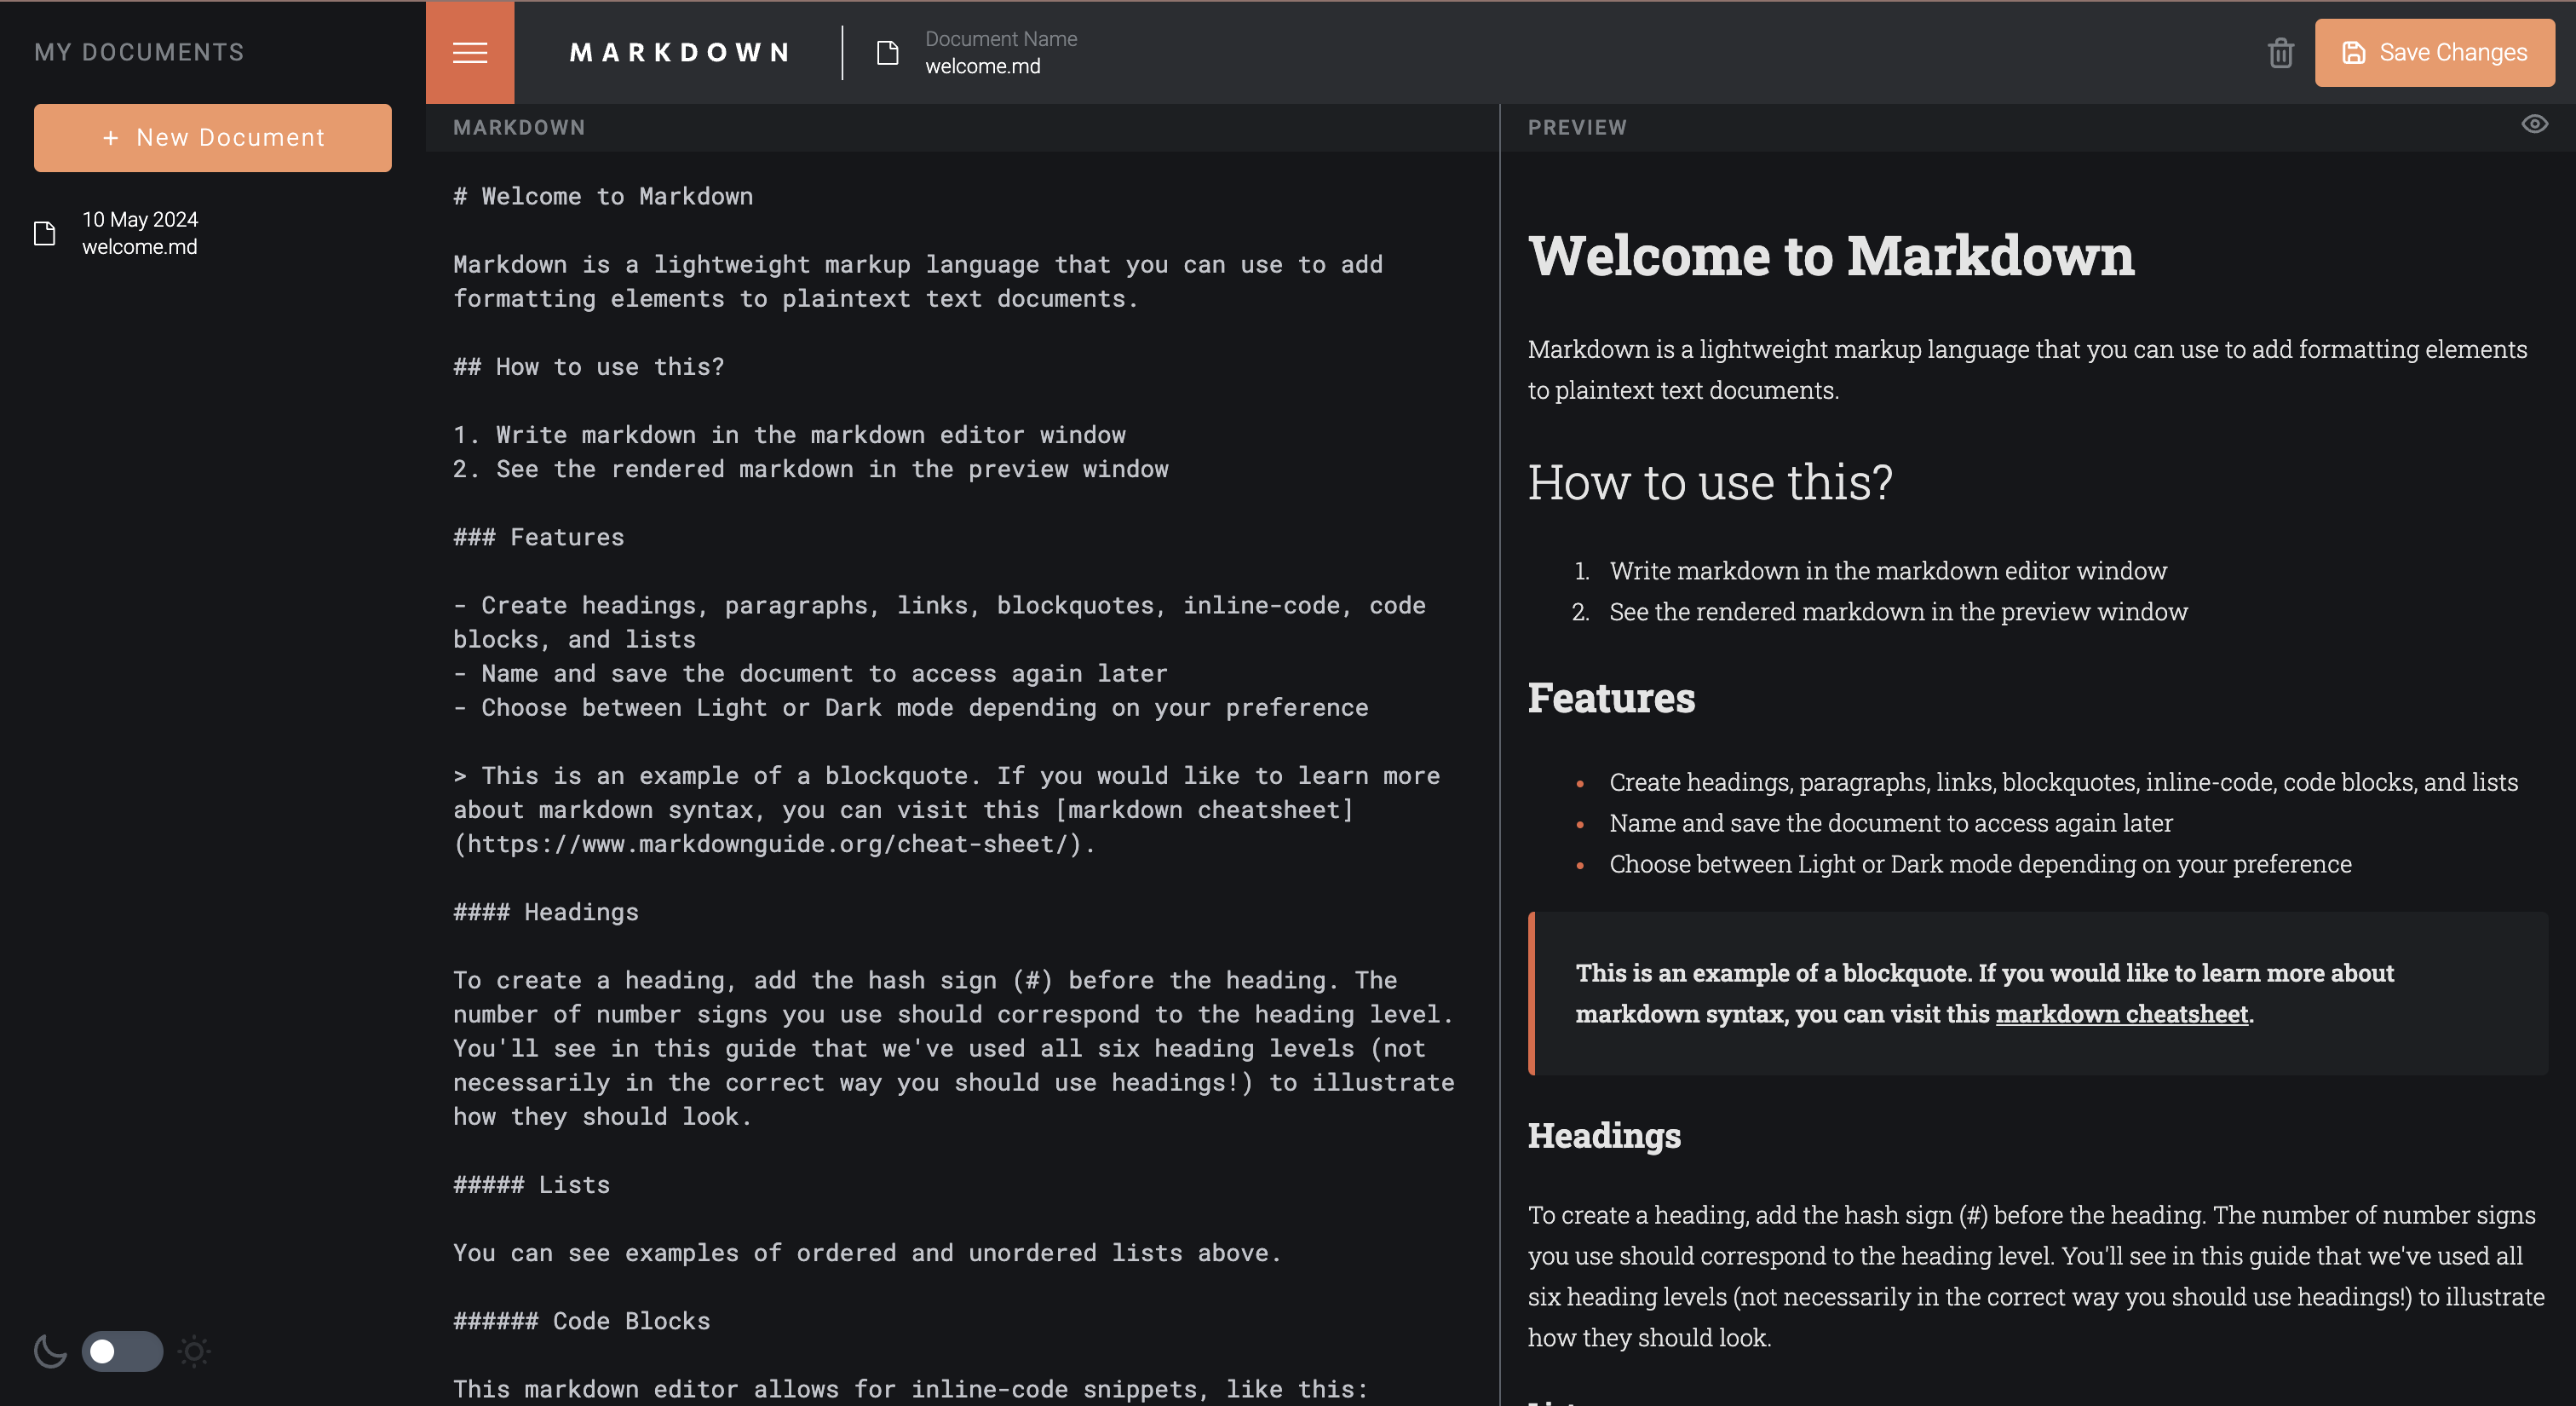 MY DOCUMENTS
+ New Document
10 May 2024
welcome.md
MARKDOWN
Document Name
welcome.md
Save Changes
MARKDOWN
# Welcome to Markdown
Markdown is a lightweight markup language that you can use to add
formatting elements to plaintext text documents.
## How to use this?
1. Write markdown in the markdown editor window
2. See the rendered markdown in the preview window
### Features
- Create headings, paragraphs, links, blockquotes, inline-code, code
blocks, and lists
- Name and save the document to access again later
- Choose between Light or Dark mode depending on your preference
> This is an example of a blockquote. If you would like to learn more
about markdown syntax, you can visit this [markdown cheatsheet]
(https://www.markdownguide.org/cheat-sheet/).
#### Headings
To create a heading, add the hash sign (#) before the heading. The
number of number signs you use should correspond to the heading level.
You'll see in this guide that we've used all six heading levels (not
necessarily in the correct way you should use headings!) to illustrate
how they should look.
##### Lists
You can see examples of ordered and unordered lists above.
###### Code Blocks
This markdown editor allows for inline-code snippets, like this:
PREVIEW
Welcome to Markdown
Markdown is a lightweight markup language that you can use to add formatting elements
to plaintext text documents.
How to use this?
1. Write markdown in the markdown editor window
2. See the rendered markdown in the preview window
Features
• Create headings, paragraphs, links, blockquotes, inline-code, code blocks, and lists
• Name and save the document to access again later
• Choose between Light or Dark mode depending on your preference
This is an example of a blockquote. If you would like to learn more about
markdown syntax, you can visit this markdown cheatsheet.
Headings
To create a heading, add the hash sign (#) before the heading. The number of number signs
you use should correspond to the heading level. You'll see in this guide that we've used all
six heading levels (not necessarily in the correct way you should use headings!) to illustrate
how they should look.